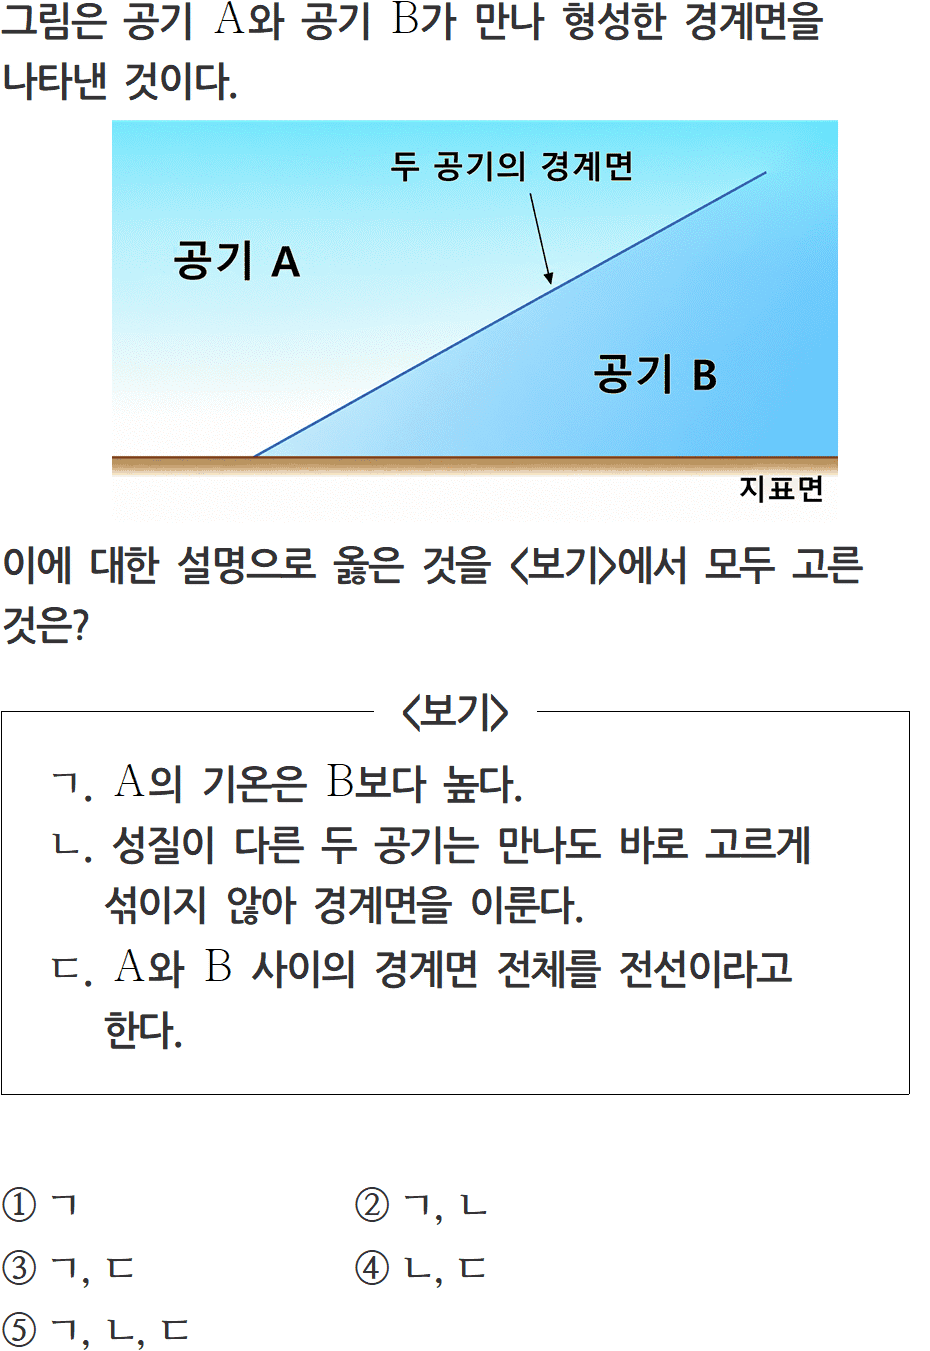 그림은 공기 A와 공기 B가 만나 형성한 경계면을
나타낸 것이다.
두 공기의 경계면
공기 A
공기 B
지표면
이에 대한 설명으로 옳은 것을 <보기>에서 모두 고른
것은?
<보기>
ㄱ. A의 기온은 B보다 높다.
ㄴ. 성질이 다른 두 공기는 만나도 바로 고르게
섞이지 않아 경계면을 이룬다.
ㄷ. A와 B 사이의 경계면 전체를 전선이라고
한다.
① ㄱ ② ㄱ, ㄴ
③ ㄱ, ㄷ ④ ㄴ, ㄷ
⑤ ㄱ, ㄴ, ㄷ